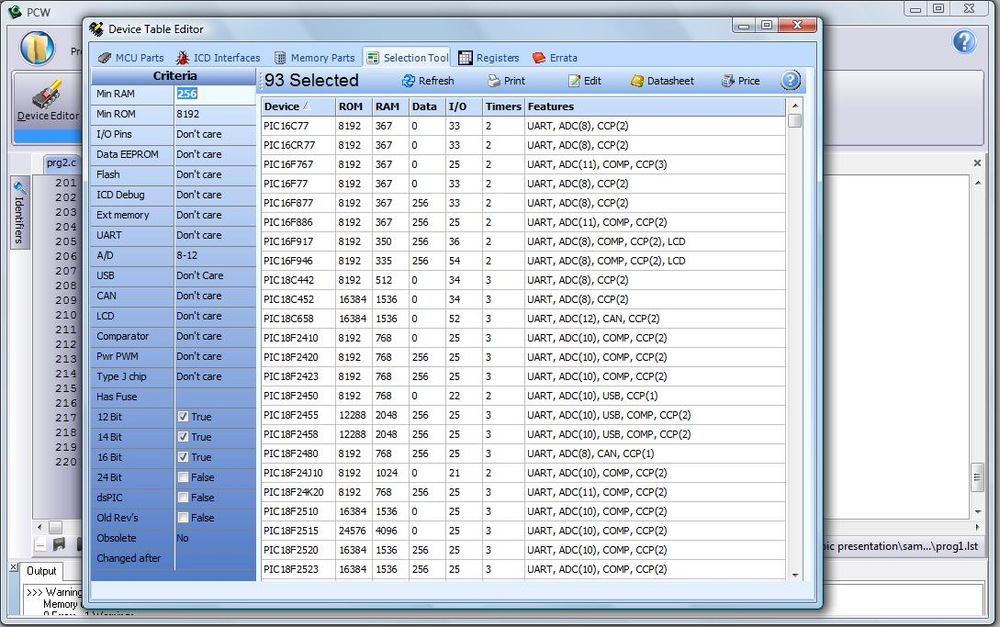 PCW
Device Table Editor
Pr
MCU Parts ICD Interfaces Memory Parts Selection Tool Registers Errata
Criteria
93 Selected Refresh Print Edit Datasheet Price ?
?
Device Editor
prg2.c
Identifiers
201
202
203
204
205
206
207
208
209
210
211
212
213
214
215
216
217
218
219
220
Min RAM 256
Min ROM 8192
I/O Pins Don't care
Data EEPROM Don't care
Flash Don't care
ICD Debug Don't care
Ext memory Don't care
UART Don't care
A/D 8-12
USB Don't Care
CAN Don't care
LCD Don't care
Comparator Don't care
Pwr PWM Don't care
Type J chip Don't care
Has Fuse
12 Bit True
14 Bit True
16 Bit True
24 Bit False
dsPIC False
Old Rev's False
Obsolete No
Changed after
Device ROM RAM Data I/O Timers Features
PIC16C77 8192 367 0 33 2 UART, ADC(8), CCP(2)
PIC16CR77 8192 367 0 33 2 UART, ADC(8), CCP(2)
PIC16F767 8192 367 0 25 2 UART, ADC(11), COMP, CCP(3)
PIC16F77 8192 367 0 33 2 UART, ADC(8), CCP(2)
PIC16F877 8192 367 256 33 2 UART, ADC(8), CCP(2)
PIC16F886 8192 367 256 25 2 UART, ADC(11), COMP, CCP(2)
PIC16F917 8192 350 256 36 2 UART, ADC(8), COMP, CCP(2), LCD
PIC16F946 8192 335 256 54 2 UART, ADC(8), COMP, CCP(2), LCD
PIC18C442 8192 512 0 34 3 UART, ADC(8), CCP(2)
PIC18C452 16384 1536 0 34 3 UART, ADC(8), CCP(2)
PIC18C658 16384 1536 0 52 3 UART, ADC(12), CAN, CCP(2)
PIC18F2410 8192 768 0 25 3 UART, ADC(10), COMP, CCP(2)
PIC18F2420 8192 768 256 25 3 UART, ADC(10), COMP, CCP(2)
PIC18F2423 8192 768 256 25 3 UART, ADC(10), COMP, CCP(2)
PIC18F2450 8192 768 0 22 2 UART, ADC(10), USB, CCP(1)
PIC18F2455 12288 2048 256 25 3 UART, ADC(10), USB, COMP, CCP(2)
PIC18F2458 12288 2048 256 25 3 UART, ADC(10), USB, COMP, CCP(2)
PIC18F2480 8192 768 256 25 3 UART, ADC(8), CAN, CCP(1)
PIC18F24J10 8192 1024 0 21 2 UART, ADC(10), COMP, CCP(2)
PIC18F24K20 8192 768 256 25 3 UART, ADC(11), COMP, CCP(2)
PIC18F2510 16384 1536 0 25 3 UART, ADC(10), COMP, CCP(2)
PIC18F2515 24576 4096 0 25 3 UART, ADC(10), COMP, CCP(2)
PIC18F2520 16384 1536 256 25 3 UART, ADC(10), COMP, CCP(2)
PIC18F2523 16384 1536 256 25 3 UART, ADC(10), COMP, CCP(2)
pic presentation\sam...\prog1.lst
Output
>>> Warning
Memory